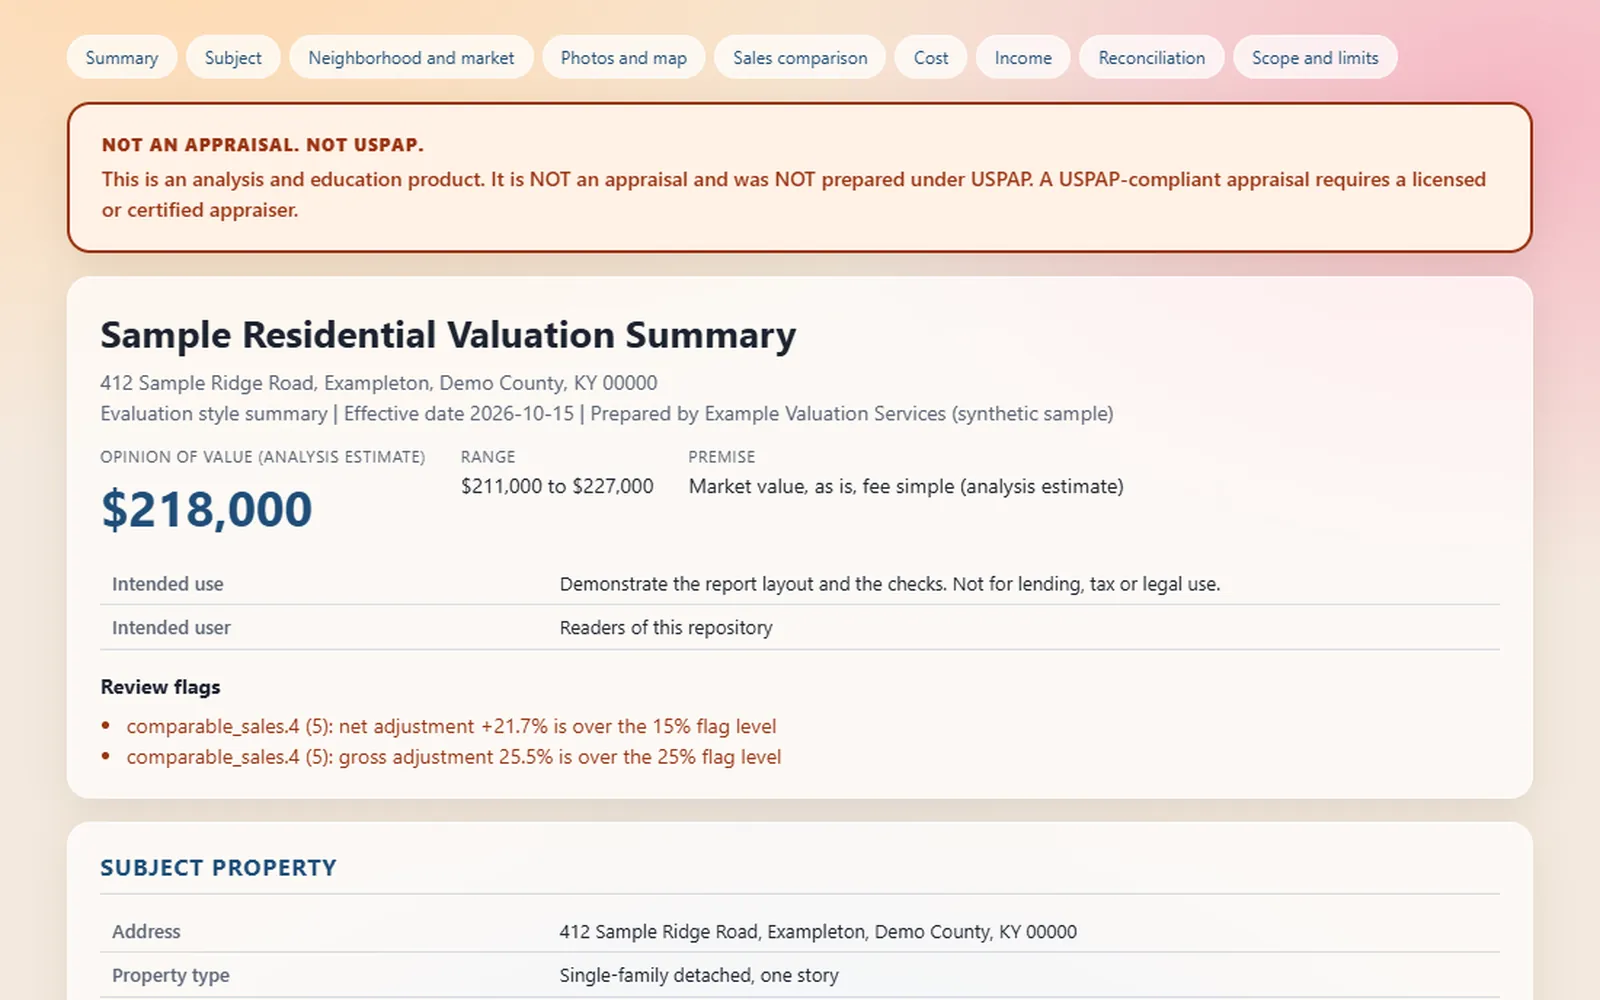 Summary
Subject
Neighborhood and market
Photos and map
Sales comparison
Cost
Income
Reconciliation
Scope and limits
NOT AN APPRAISAL. NOT USPAP.
This is an analysis and education product. It is NOT an appraisal and was NOT prepared under USPAP. A USPAP-compliant appraisal requires a licensed
or certified appraiser.
Sample Residential Valuation Summary
412 Sample Ridge Road, Exampleton, Demo County, KY 00000
Evaluation style summary | Effective date 2026-10-15 | Prepared by Example Valuation Services (synthetic sample)
OPINION OF VALUE (ANALYSIS ESTIMATE)
$218,000
RANGE
$211,000 to $227,000
PREMISE
Market value, as is, fee simple (analysis estimate)
Intended use
Demonstrate the report layout and the checks. Not for lending, tax or legal use.
Intended user
Readers of this repository
Review flags
• comparable_sales.4 (5): net adjustment +21.7% is over the 15% flag level
• comparable_sales.4 (5): gross adjustment 25.5% is over the 25% flag level
SUBJECT PROPERTY
Address
412 Sample Ridge Road, Exampleton, Demo County, KY 00000
Property type
Single-family detached, one story